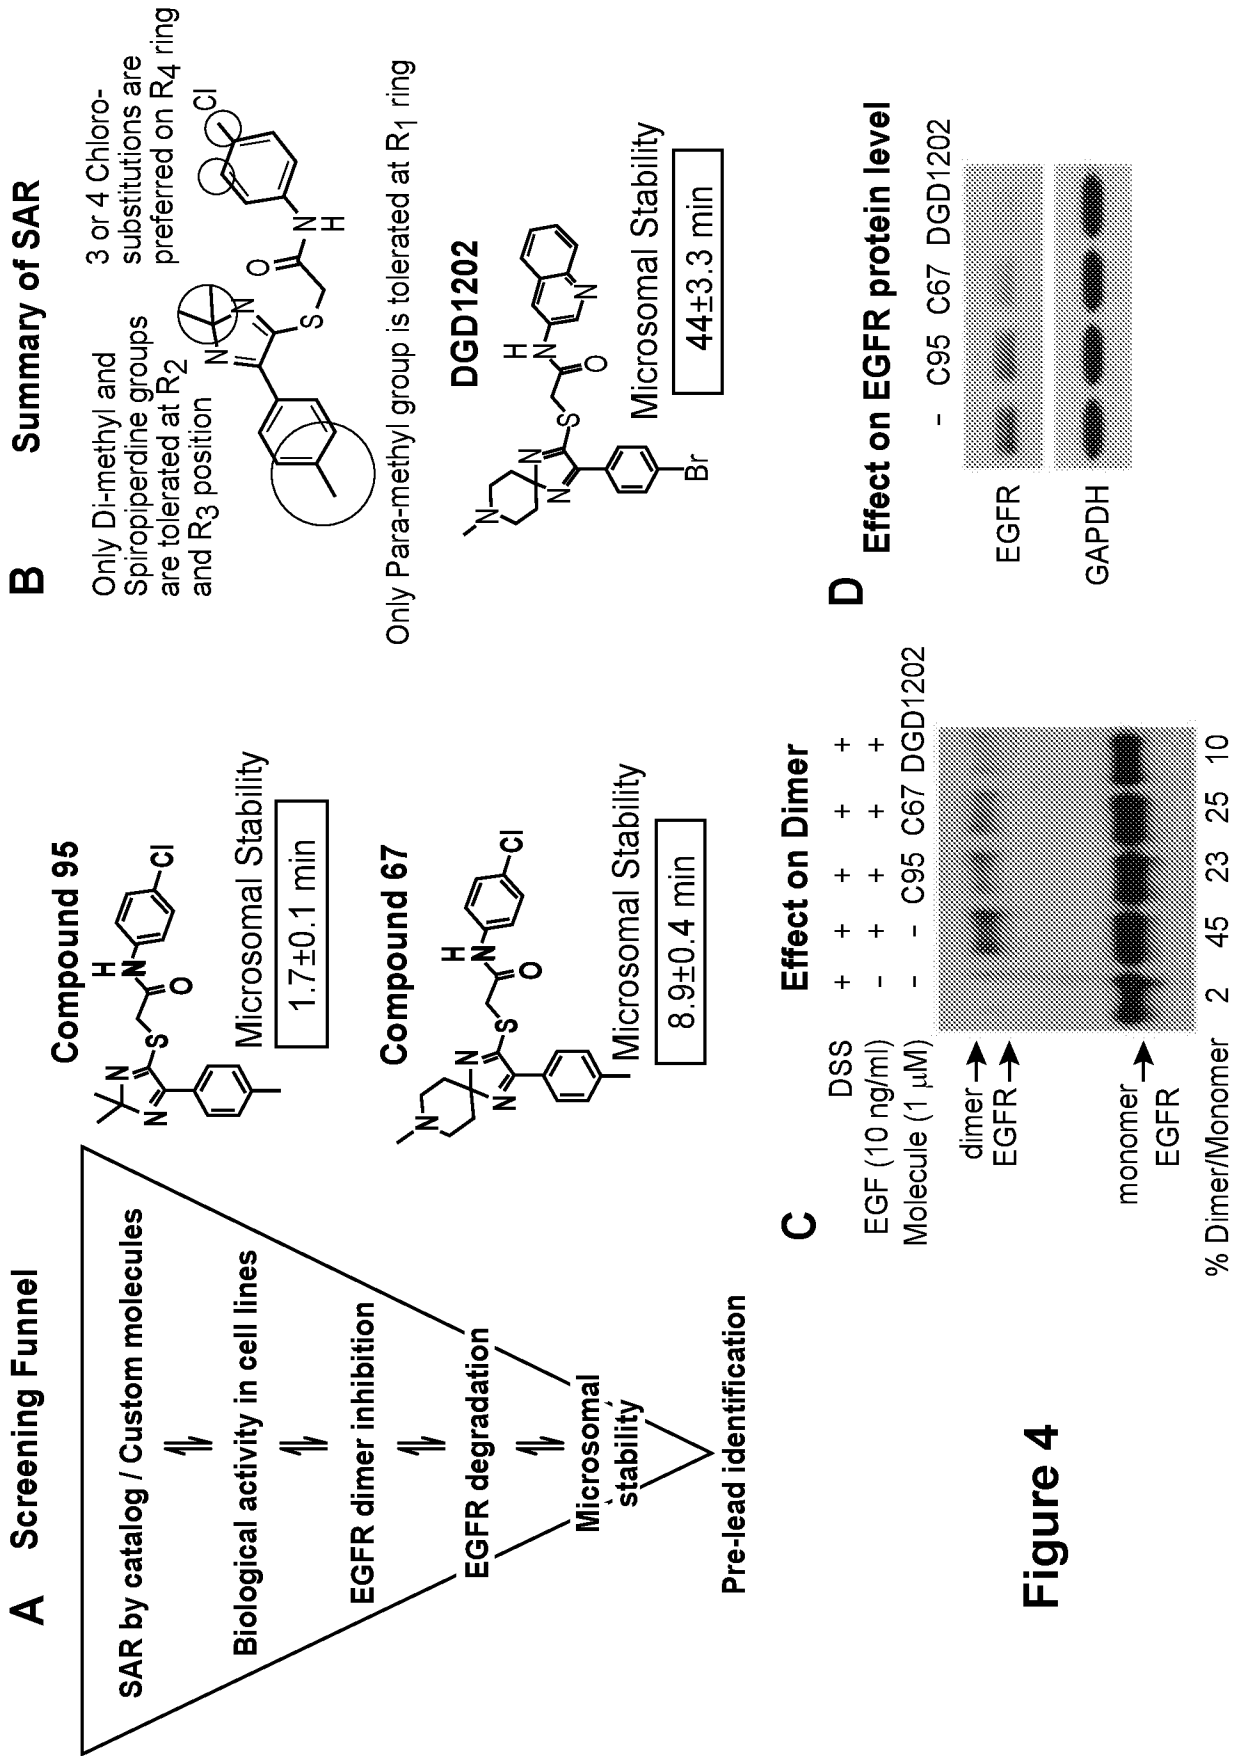 A Screening Funnel
SAR by catalog / Custom molecules
Biological activity in cell lines
EGFR dimer inhibition
EGFR degradation
Microsomal
stability
Pre-lead identification
Compound 95
N
N
S
O
H
N
Cl
Microsomal Stability
1.7±0.1 min
Compound 67
N
N
N
S
O
H
N
Cl
Microsomal Stability
8.9±0.4 min
B Summary of SAR
Only Di-methyl and
Spiropiperdine groups
are tolerated at R2
and R3 position
3 or 4 Chloro-
substitutions are
preferred on R4 ring
N
N
S
O
N
H
Cl
Only Para-methyl group is tolerated at R1 ring
DGD1202
N
N
N
S
O
H
N
N
Br
Microsomal Stability
44±3.3 min
C Effect on Dimer
DSS + + + + +
EGF (10 ng/ml) - + + + +
Molecule (1 μM) - - C95 C67 DGD1202
dimer
EGFR
monomer
EGFR
% Dimer/Monomer 2 45 23 25 10
D Effect on EGFR protein level
- C95 C67 DGD1202
EGFR
GAPDH
Figure 4